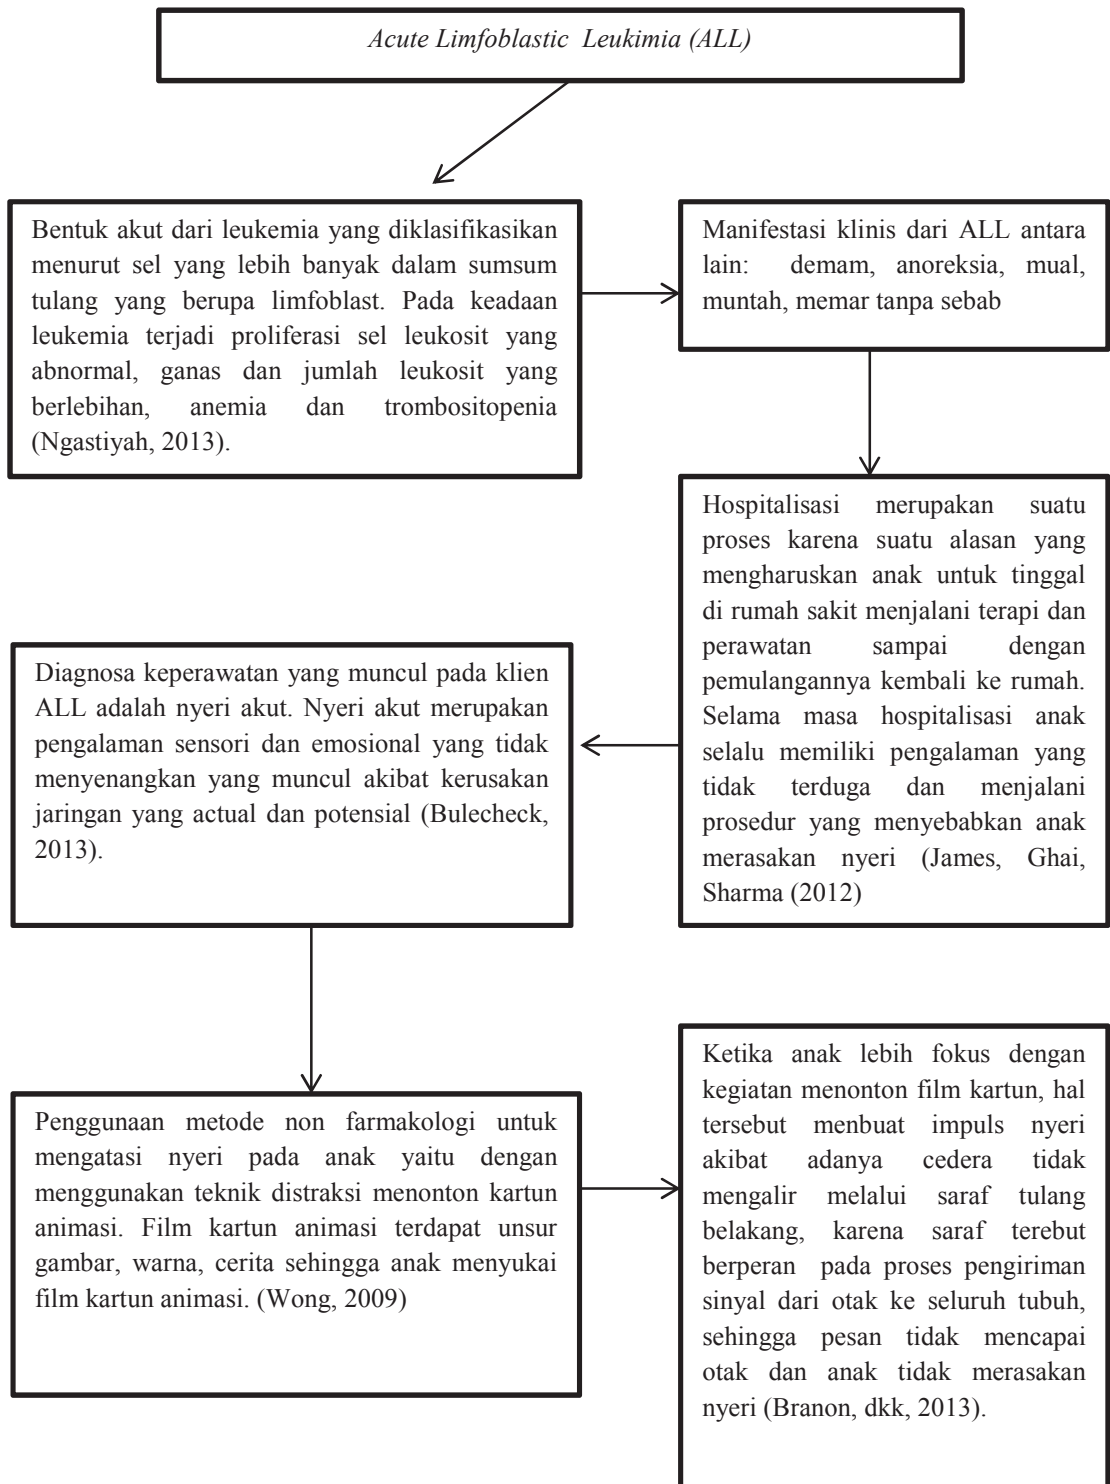 Acute Limfoblastic Leukimia (ALL)
Bentuk akut dari leukemia yang diklasifikasikan
menurut sel yang lebih banyak dalam sumsum
tulang yang berupa limfoblast. Pada keadaan
leukemia terjadi proliferasi sel leukosit yang
abnormal, ganas dan jumlah leukosit yang
berlebihan, anemia dan trombositopenia
(Ngastiyah, 2013).
Manifestasi klinis dari ALL antara
lain: demam, anoreksia, mual,
muntah, memar tanpa sebab
Hospitalisasi merupakan suatu
proses karena suatu alasan yang
mengharuskan anak untuk tinggal
di rumah sakit menjalani terapi dan
perawatan sampai dengan
pemulangannya kembali ke rumah.
Selama masa hospitalisasi anak
selalu memiliki pengalaman yang
tidak terduga dan menjalani
prosedur yang menyebabkan anak
merasakan nyeri (James, Ghai,
Sharma (2012)
Diagnosa keperawatan yang muncul pada klien
ALL adalah nyeri akut. Nyeri akut merupakan
pengalaman sensori dan emosional yang tidak
menyenangkan yang muncul akibat kerusakan
jaringan yang actual dan potensial (Bulecheck,
2013).
Penggunaan metode non farmakologi untuk
mengatasi nyeri pada anak yaitu dengan
menggunakan teknik distraksi menonton kartun
animasi. Film kartun animasi terdapat unsur
gambar, warna, cerita sehingga anak menyukai
film kartun animasi. (Wong, 2009)
Ketika anak lebih fokus dengan
kegiatan menonton film kartun, hal
tersebut menbuat impuls nyeri
akibat adanya cedera tidak
mengalir melalui saraf tulang
belakang, karena saraf terebut
berperan pada proses pengiriman
sinyal dari otak ke seluruh tubuh,
sehingga pesan tidak mencapai
otak dan anak tidak merasakan
nyeri (Branon, dkk, 2013).